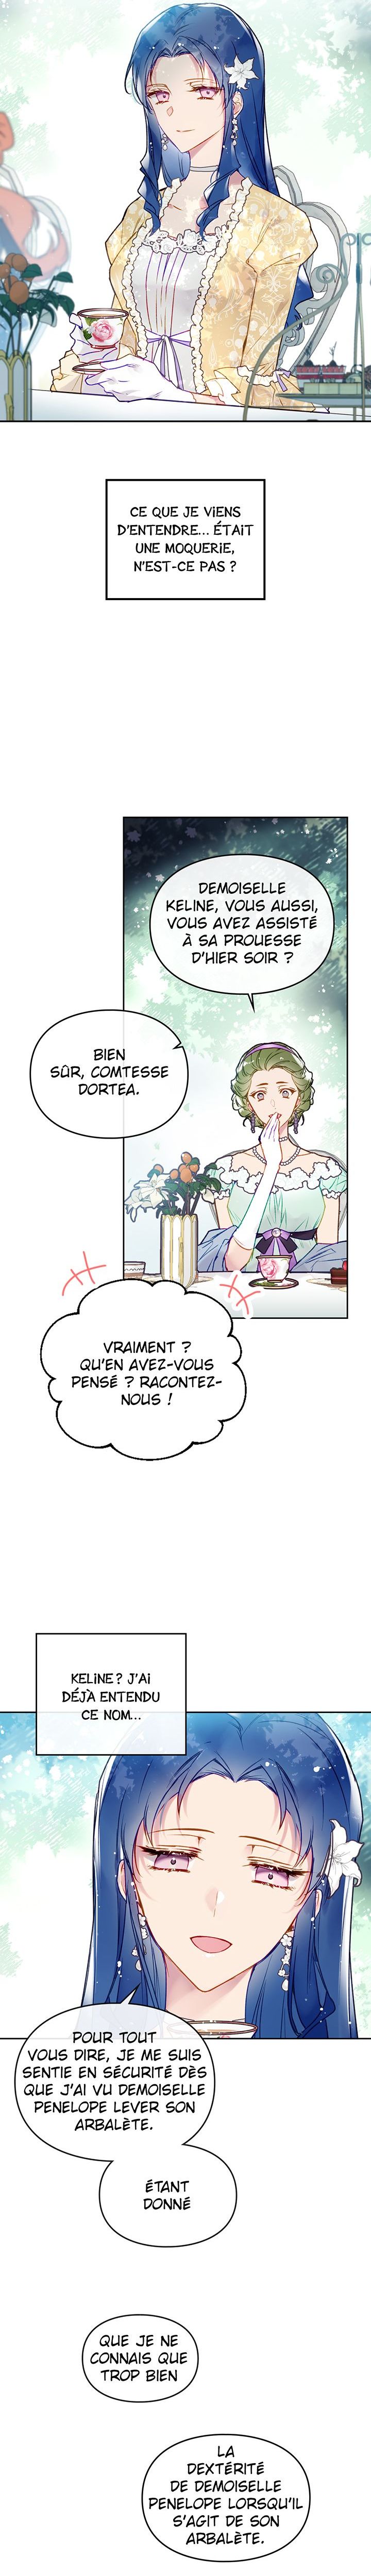 CE QUE JE VIENS
D'ENTENDRE... ÉTAIT
UNE MOQUERIE,
N'EST-CE PAS ?
DEMOISELLE
KELINE, VOUS AUSSI,
VOUS AVEZ ASSISTÉ
À SA PROUESSE
D'HIER SOIR ?
BIEN
SÛR, COMTESSE
DORTEA.
VRAIMENT ?
QU'EN AVEZ-VOUS
PENSÉ ? RACONTEZ-
NOUS !
KELINE? J'AI
DÉJÀ ENTENDU
CE NOM...
POUR TOUT
VOUS DIRE, JE ME SUIS
SENTIE EN SÉCURITÉ DÈS
QUE J'AI VU DEMOISELLE
PENELOPE LEVER SON
ARBALÈTE.
ÉTANT
DONNÉ
QUE JE NE
CONNAIS QUE
TROP BIEN
LA
DEXTÉRITÉ
DE DEMOISELLE
PENELOPE LORSQU'IL
S'AGIT DE SON
ARBALÈTE.